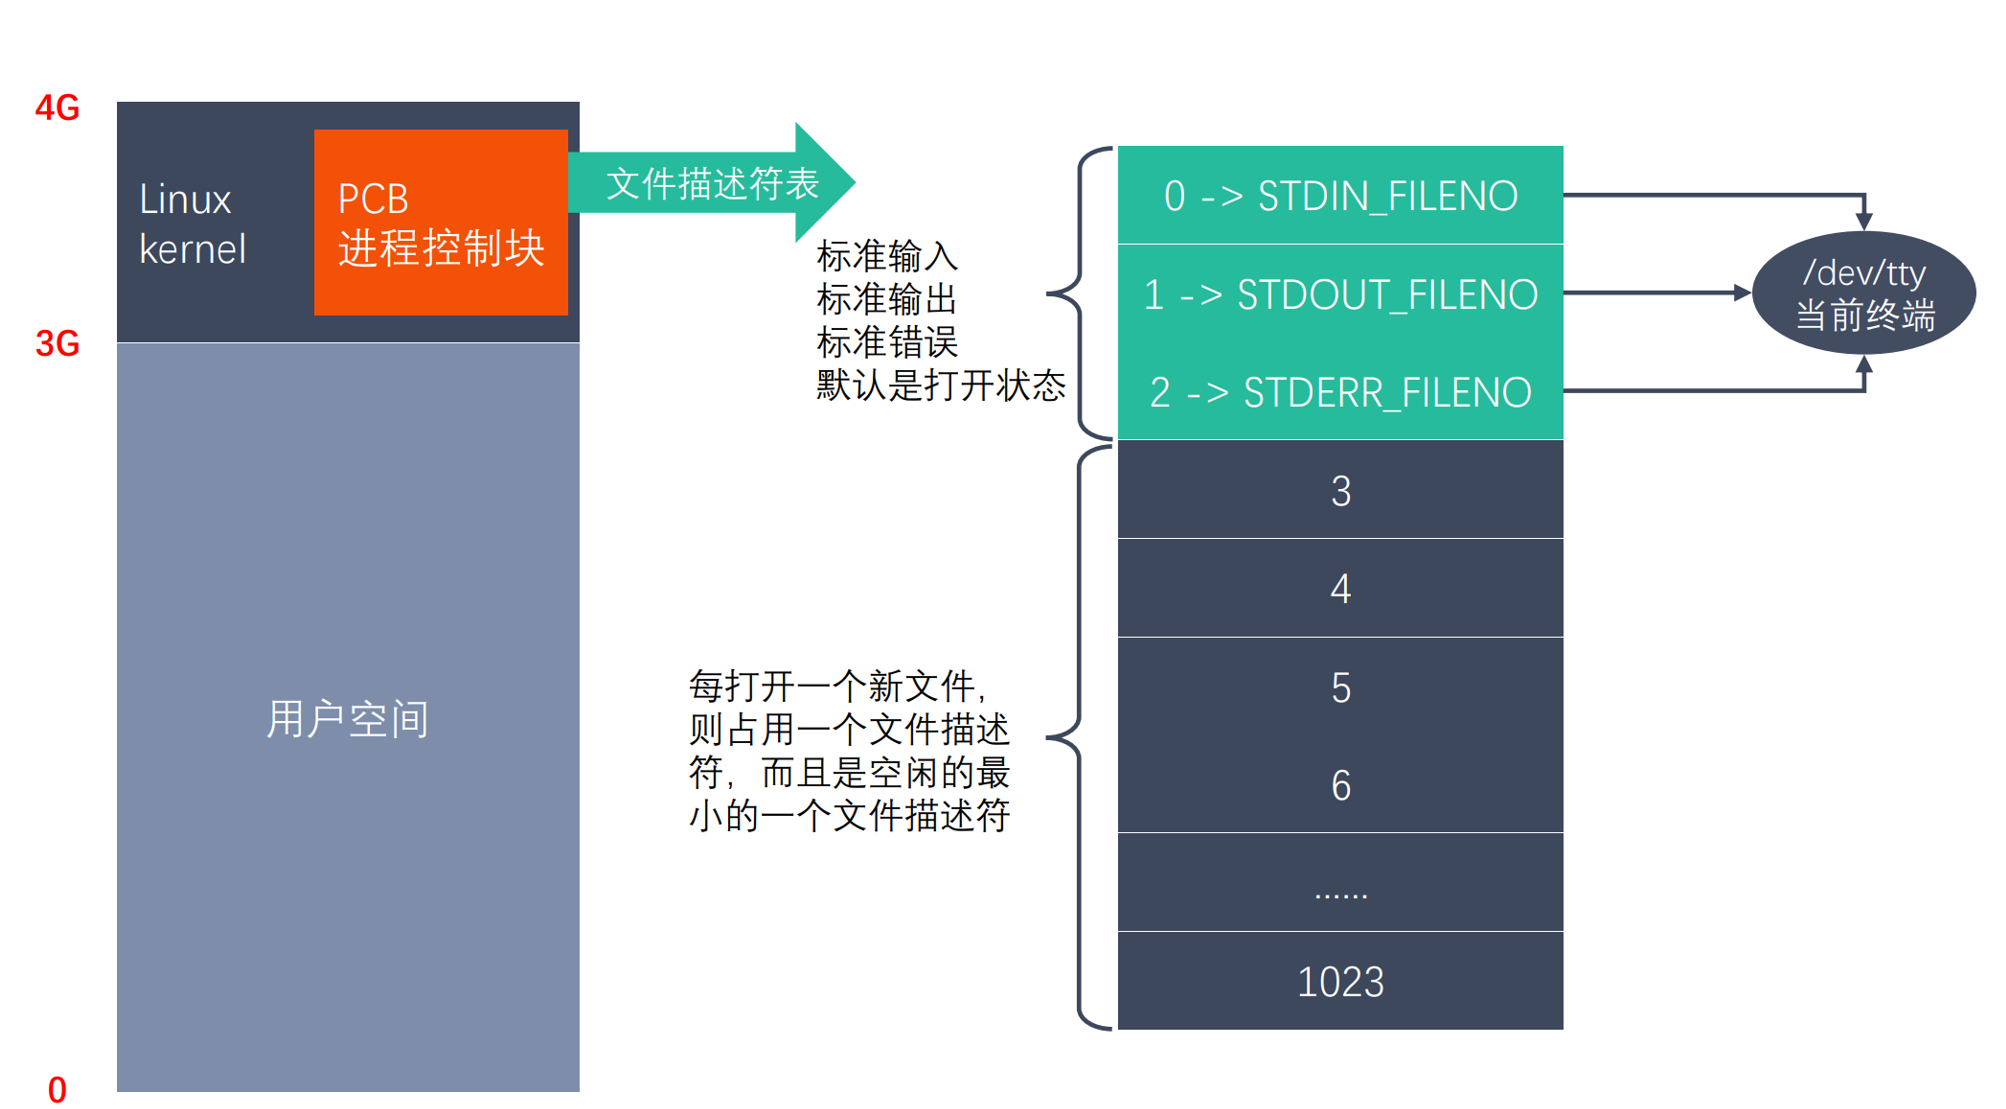 4G
Linux
kernel
PCB
进程控制块
3G
用户空间
0
文件描述符表
标准输入
标准输出
标准错误
默认是打开状态
每打开一个新文件，
则占用一个文件描述
符，而且是空闲的最
小的一个文件描述符
0 -> STDIN_FILENO
1 -> STDOUT_FILENO
2 -> STDERR_FILENO
3
4
5
6
......
1023
/dev/tty
当前终端